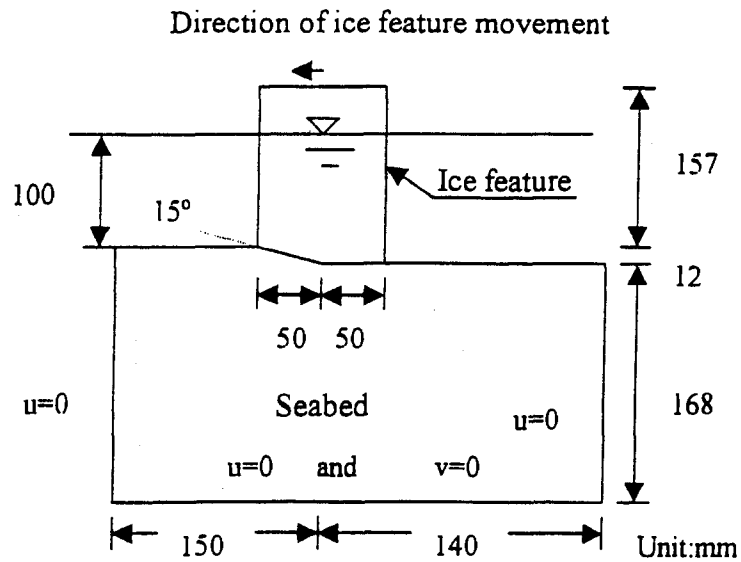 Direction of ice feature movement
100
15°
Ice feature
157
12
50 50
u=0
Seabed
u=0
168
u=0 and v=0
150
140
Unit:mm